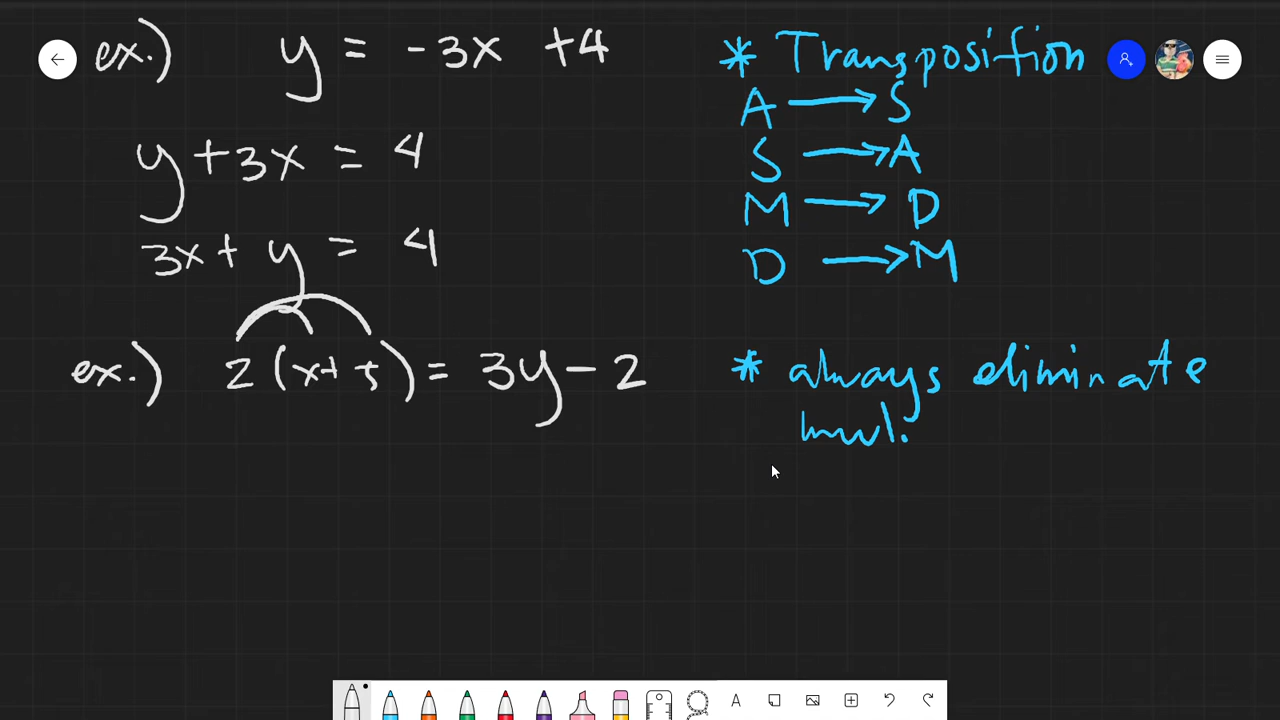 ex.) y = -3x +4
y+3x = 4
3x+ y = 4
ex.) 2(x+5) = 3y-2
* Transposition
A → S
S → A
M → D
D → M
* always eliminate
mul.
A